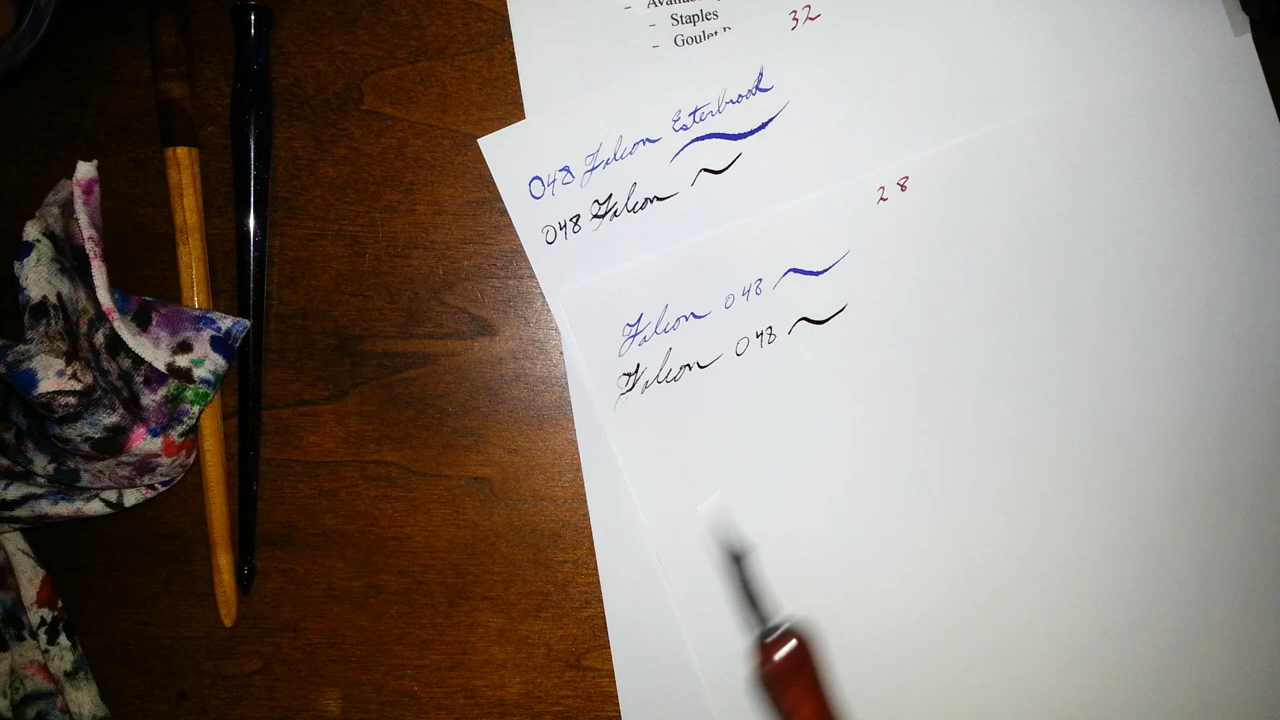 - Staples
- Goulet
32
048 Falcon Esterbrook
048 Falcon
28
Falcon 048
Falcon 048